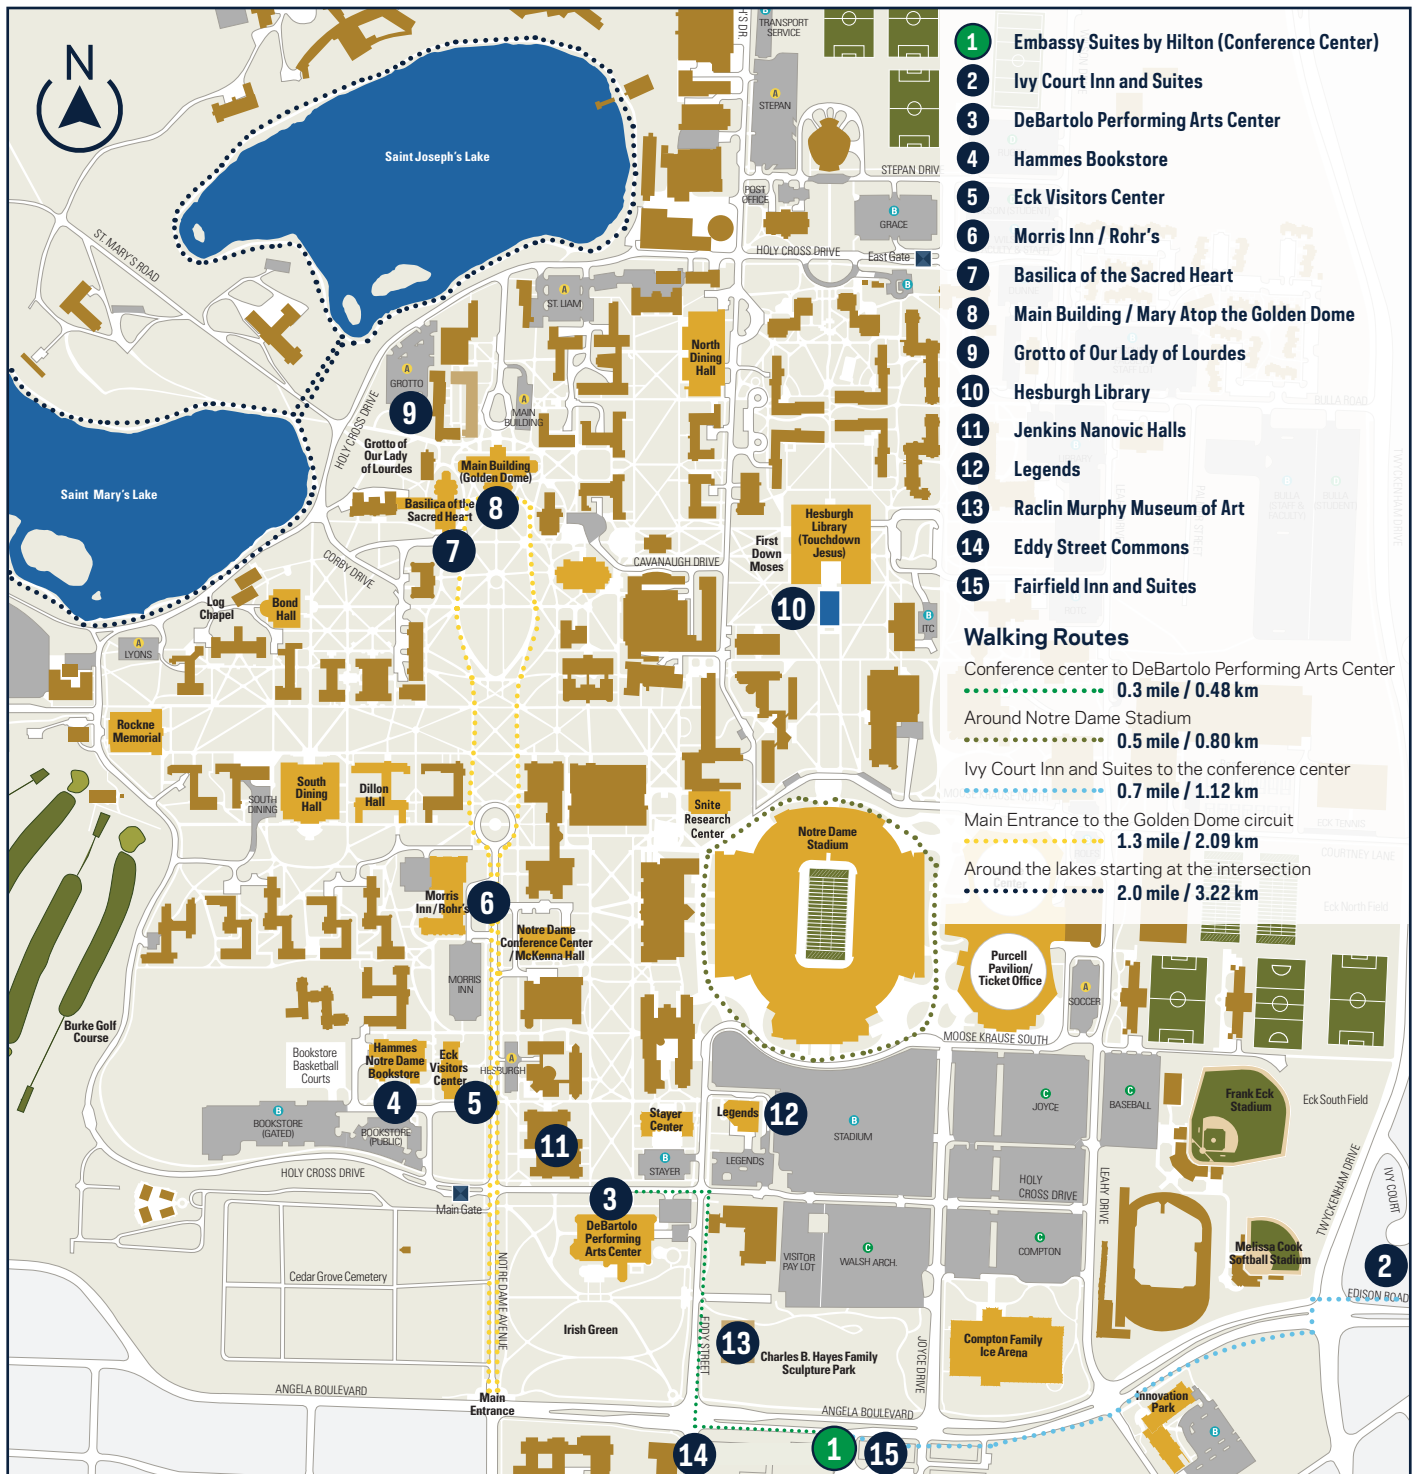 N
1 Embassy Suites by Hilton (Conference Center)
2 Ivy Court Inn and Suites
3 DeBartolo Performing Arts Center
4 Hammes Bookstore
5 Eck Visitors Center
6 Morris Inn / Rohr's
7 Basilica of the Sacred Heart
8 Main Building / Mary Atop the Golden Dome
9 Grotto of Our Lady of Lourdes
10 Hesburgh Library
11 Jenkins Nanovic Halls
12 Legends
13 Raclin Murphy Museum of Art
14 Eddy Street Commons
15 Fairfield Inn and Suites
Walking Routes
Conference center to DeBartolo Performing Arts Center
0.3 mile / 0.48 km
Around Notre Dame Stadium
0.5 mile / 0.80 km
Ivy Court Inn and Suites to the conference center
0.7 mile / 1.12 km
Main Entrance to the Golden Dome circuit
1.3 mile / 2.09 km
Around the lakes starting at the intersection
2.0 mile / 3.22 km
B
TRANSPORT
SERVICE
A
STEPAN
Saint Joseph's Lake
STEPAN DRIV
POST
OFFICE
B
GRACE
HOLY CROSS DRIVE
East Gate
B
ST. MARY'S ROAD
A
ST. LIAM
North
Dining
Hall
A
GROTTO
9
A
MAIN
BUILDING
HOLY CROSS DRIVE
Grotto of
Our Lady
of Lourdes
Main Building
(Golden Dome)
8
Saint Mary's Lake
Basilica of the
Sacred Heart
7
Hesburgh
Library
(Touchdown
Jesus)
First
Down
Moses
CAVANAUGH DRIVE
CORBY DRIVE
10
B
ITC
Log
Chapel
Bond
Hall
A
LYONS
Rockne
Memorial
South
Dining
Hall
Dillon
Hall
SOUTH
DINING
Snite
Research
Center
Notre Dame
Stadium
BULLA ROAD
TWYCKENHAM DRIVE
COURTNEY LANE
ECK TENNIS
Eck North Field
Morris
Inn / Rohr's
6
Notre Dame
Conference Center
/ McKenna Hall
MORRIS
INN
Purcell
Pavilion/
Ticket Office
A
SOCCER
MOOSE KRAUSE SOUTH
Burke Golf
Course
Bookstore
Basketball
Courts
Hammes
Notre Dame
Bookstore
4
Eck
Visitors
Center
5
A
HESBURGH
B
BOOKSTORE
(GATED)
BOOKSTORE
(PUBLIC)
11
Stayer
Center
B
STAYER
Legends
12
LEGENDS
B
STADIUM
C
JOYCE
C
BASEBALL
Frank Eck
Stadium
Eck South Field
HOLY CROSS DRIVE
HOLY
CROSS DRIVE
LEAHY DRIVE
TWYCKENHAM DRIVE
IVY COURT
Main Gate
3
DeBartolo
Performing
Arts Center
VISITOR
PAY LOT
C
WALSH ARCH.
C
COMPTON
Melissa Cook
Softball Stadium
2
EDISON ROAD
Cedar Grove Cemetery
NOTRE DAME AVENUE
Irish Green
EDDY STREET
13
Charles B. Hayes Family
Sculpture Park
JOYCE DRIVE
Compton Family
Ice Arena
ANGELA BOULEVARD
Main
Entrance
ANGELA BOULEVARD
Innovation
Park
B
14
1
15